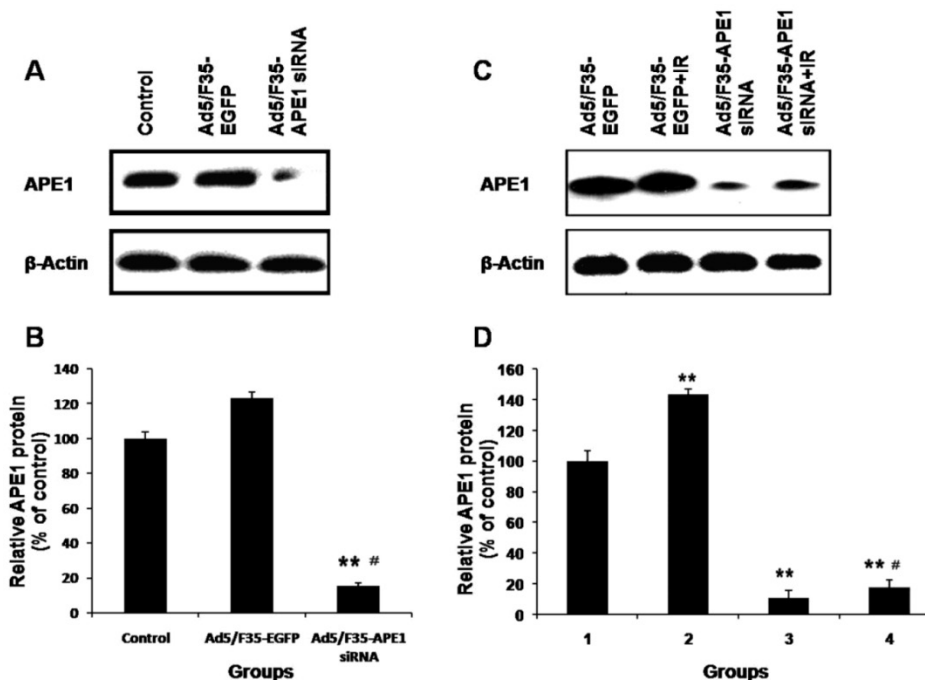 A
Control
Ad5/F35-
EGFP
Ad5/F35-
APE1 siRNA
APE1
β-Actin
B
Relative APE1 protein
(% of control)
140
120
100
80
60
40
20
0
** #
Control
Ad5/F35-EGFP
Ad5/F35-APE1
siRNA
Groups
C
Ad5/F35-
EGFP
Ad5/F35-
EGFP+IR
Ad5/F35-APE1
siRNA
Ad5/F35-APE1
siRNA+IR
APE1
β-Actin
D
Relative APE1 protein
(% of control)
160
140
120
100
80
60
40
20
0
**
**
** #
1
2
3
4
Groups